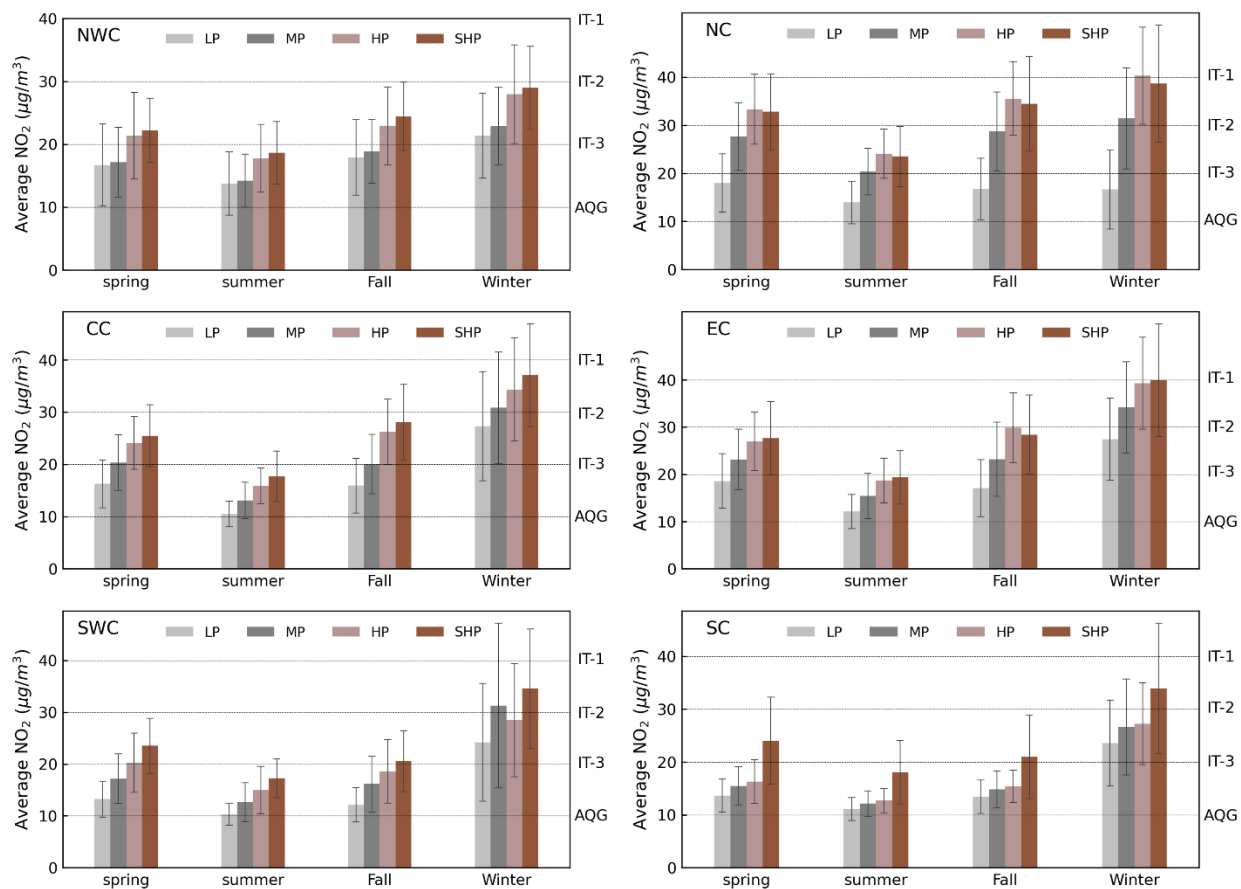 NWC
LP MP HP SHP
Average NO₂ (μg/m³)
40
30
20
10
0
IT-1
IT-2
IT-3
AQG
spring summer Fall Winter
NC
LP MP HP SHP
Average NO₂ (μg/m³)
40
30
20
10
0
IT-1
IT-2
IT-3
AQG
spring summer Fall Winter
CC
LP MP HP SHP
Average NO₂ (μg/m³)
40
30
20
10
0
IT-1
IT-2
IT-3
AQG
spring summer Fall Winter
EC
LP MP HP SHP
Average NO₂ (μg/m³)
40
30
20
10
0
IT-1
IT-2
IT-3
AQG
spring summer Fall Winter
SWC
LP MP HP SHP
Average NO₂ (μg/m³)
40
30
20
10
0
IT-1
IT-2
IT-3
AQG
spring summer Fall Winter
SC
LP MP HP SHP
Average NO₂ (μg/m³)
40
30
20
10
0
IT-1
IT-2
IT-3
AQG
spring summer Fall Winter